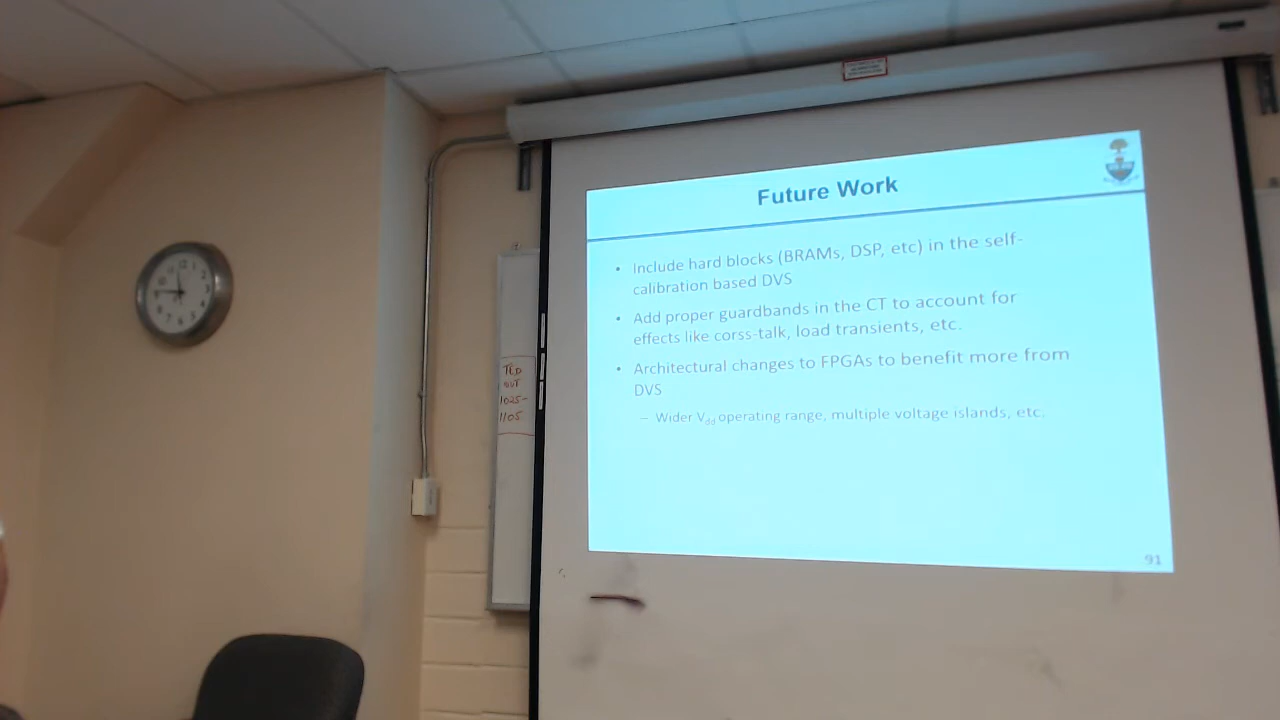 Future Work
• Include hard blocks (BRAMs, DSP, etc) in the self-
calibration based DVS
• Add proper guardbands in the CT to account for
effects like corss-talk, load transients, etc.
• Architectural changes to FPGAs to benefit more from
DVS
– Wider Vdd operating range, multiple voltage islands, etc.
91
OUT
1025-
1105